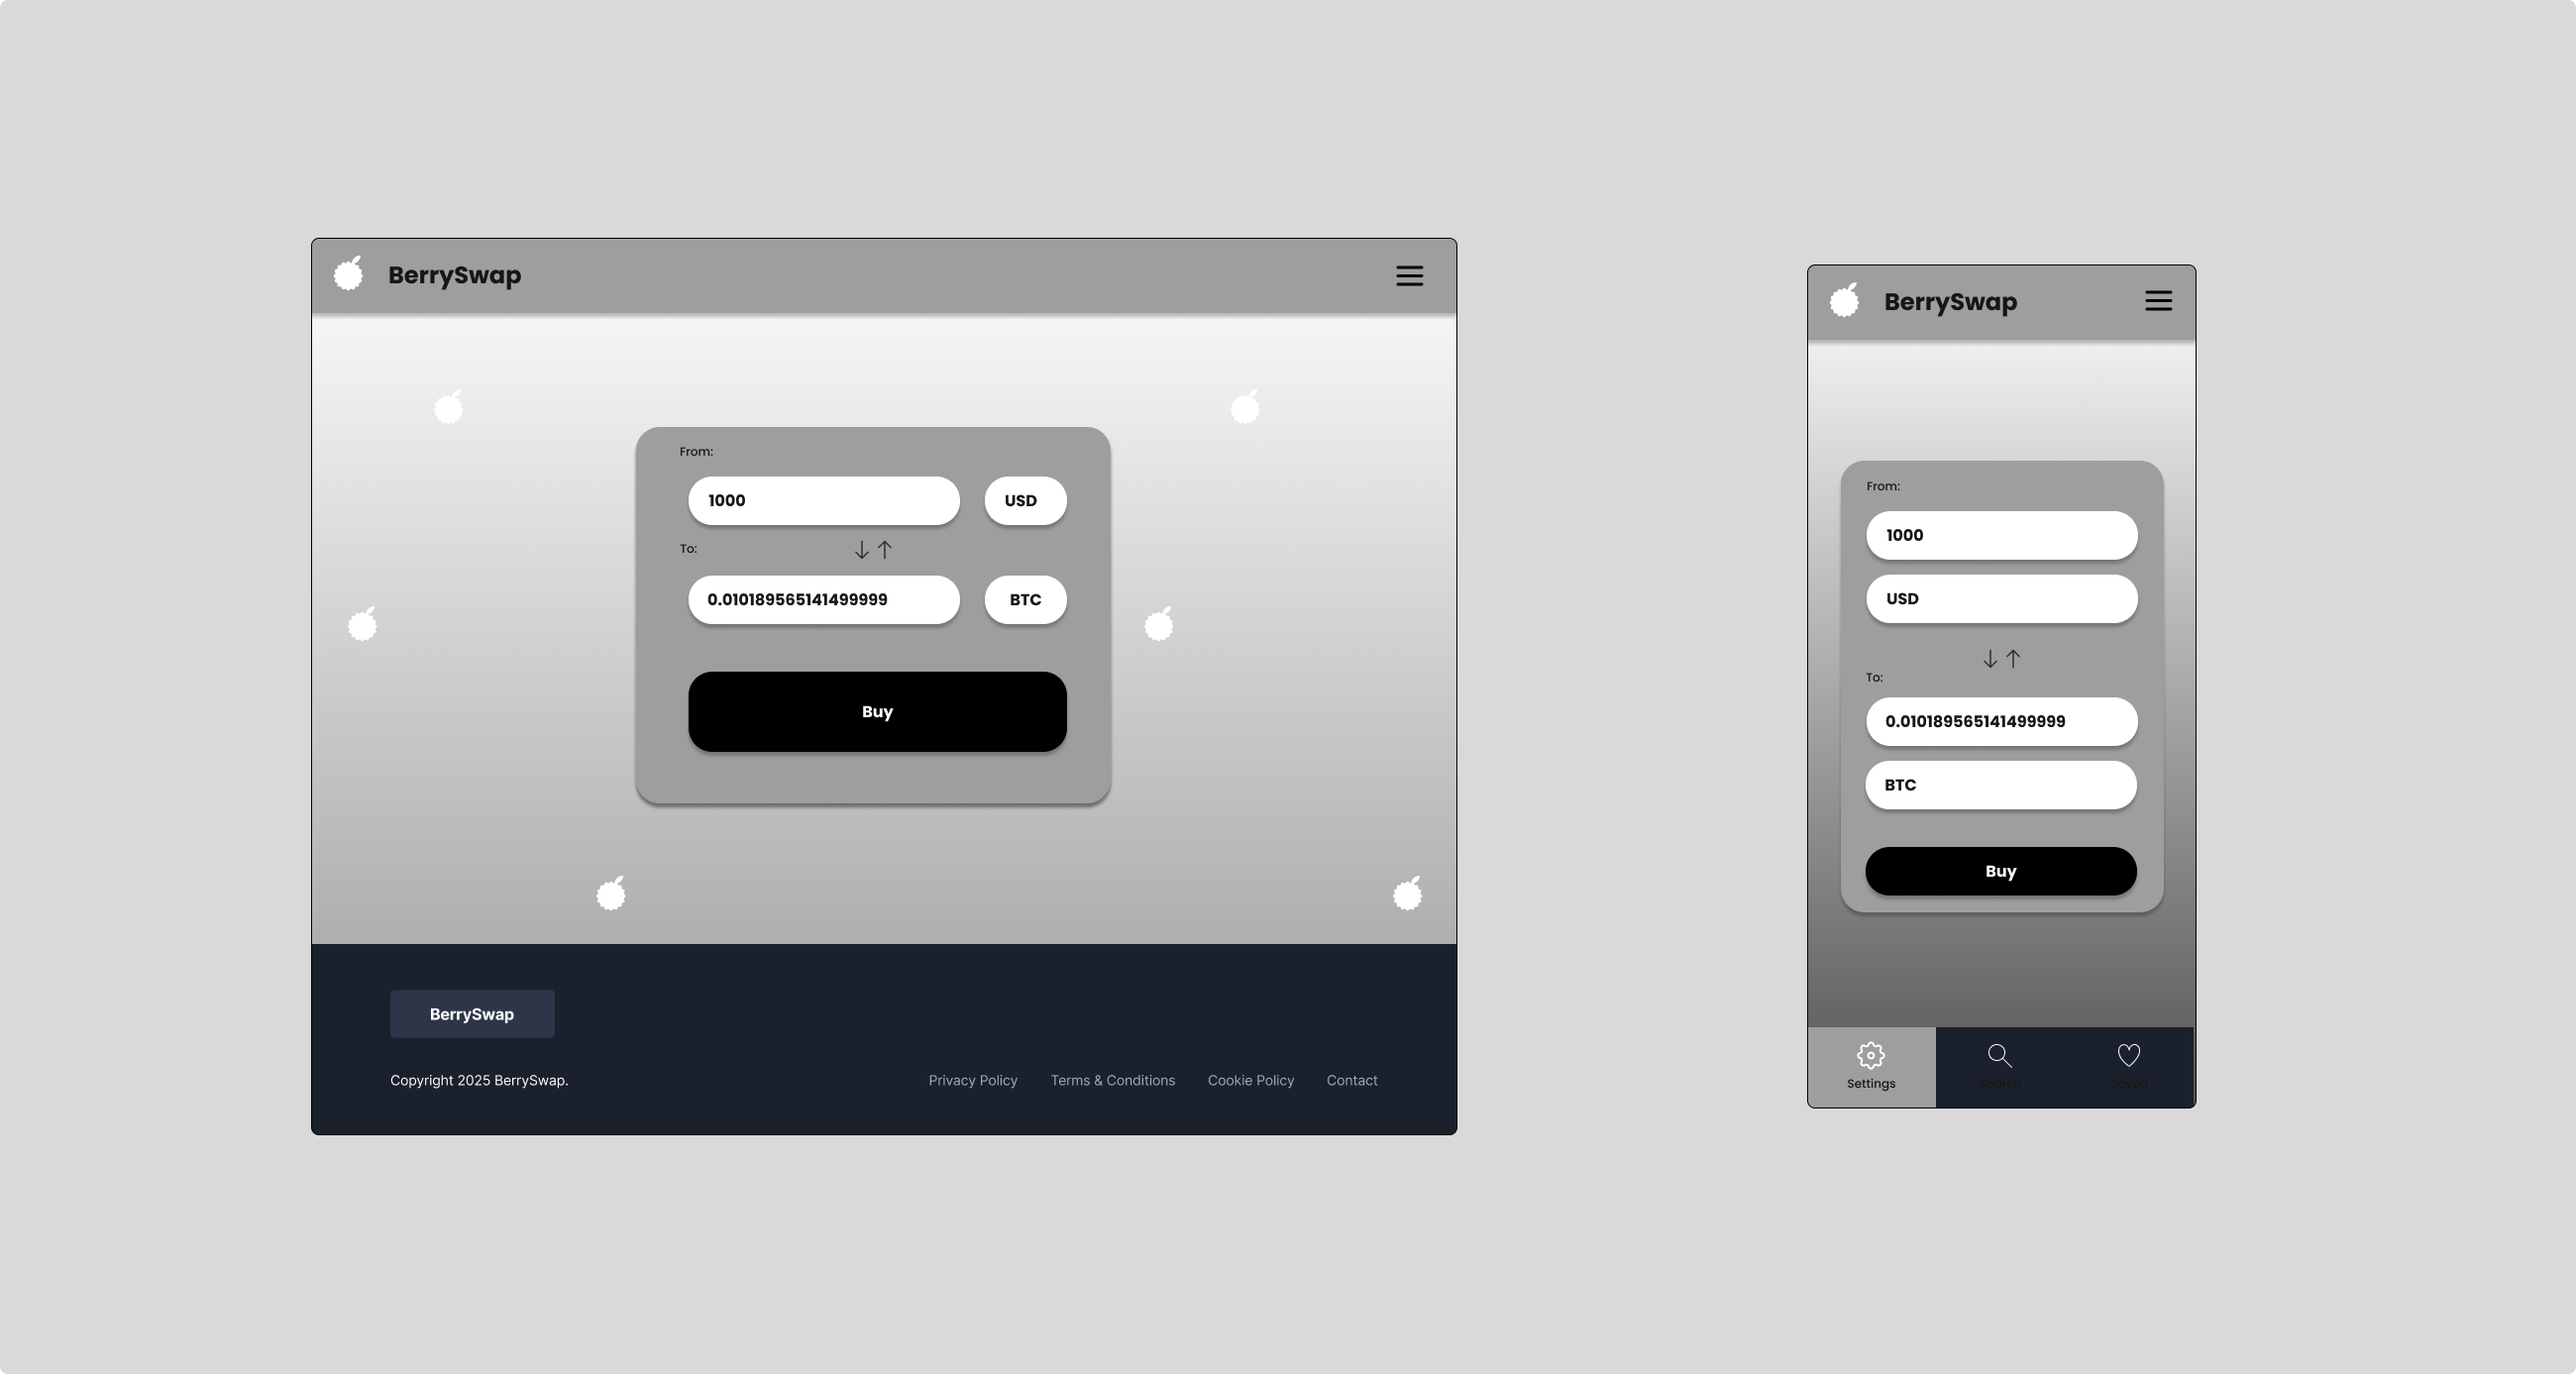 BerrySwap
From:
1000
USD
To:
0.010189565141499999
BTC
Buy
BerrySwap
Copyright 2025 BerrySwap.
Privacy Policy
Terms & Conditions
Cookie Policy
Contact
BerrySwap
From:
1000
USD
To:
0.010189565141499999
BTC
Buy
Settings
Search
Saved